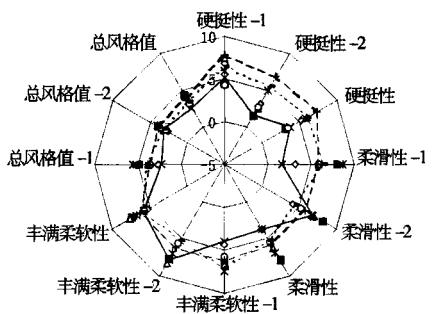 硬挺性-1
10
总风格值
硬挺性-2
5
总风格值-2
硬挺性
0
总风格值-1
-5
柔滑性-1
丰满柔软性
柔滑性-2
丰满柔软性-2
柔滑性
丰满柔软性-1